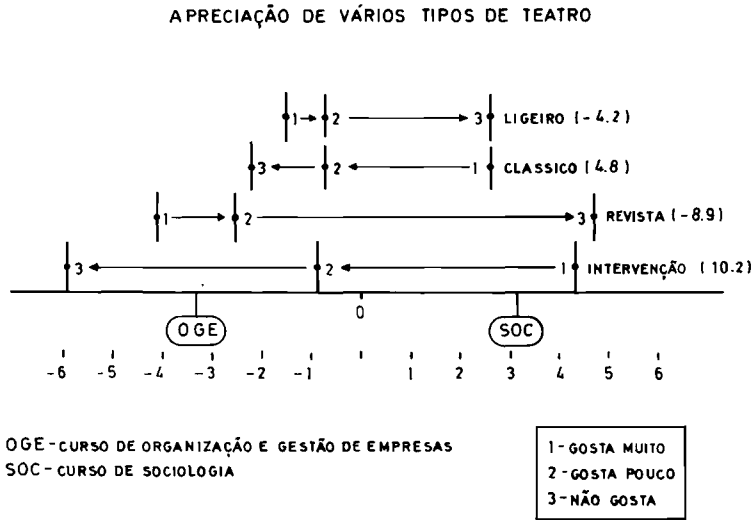 APRECIAÇÃO DE VÁRIOS TIPOS DE TEATRO
1 2 3 LIGEIRO (-4.2)
3 2 1 CLASSICO (4.8)
1 2 3 REVISTA (-8.9)
3 2 1 INTERVENÇÃO (10.2)
0
OGE SOC
-6 -5 -4 -3 -2 -1 1 2 3 4 5 6
OGE-CURSO DE ORGANIZAÇÃO E GESTÃO DE EMPRESAS
SOC-CURSO DE SOCIOLOGIA
1-GOSTA MUITO
2-GOSTA POUCO
3-NÃO GOSTA